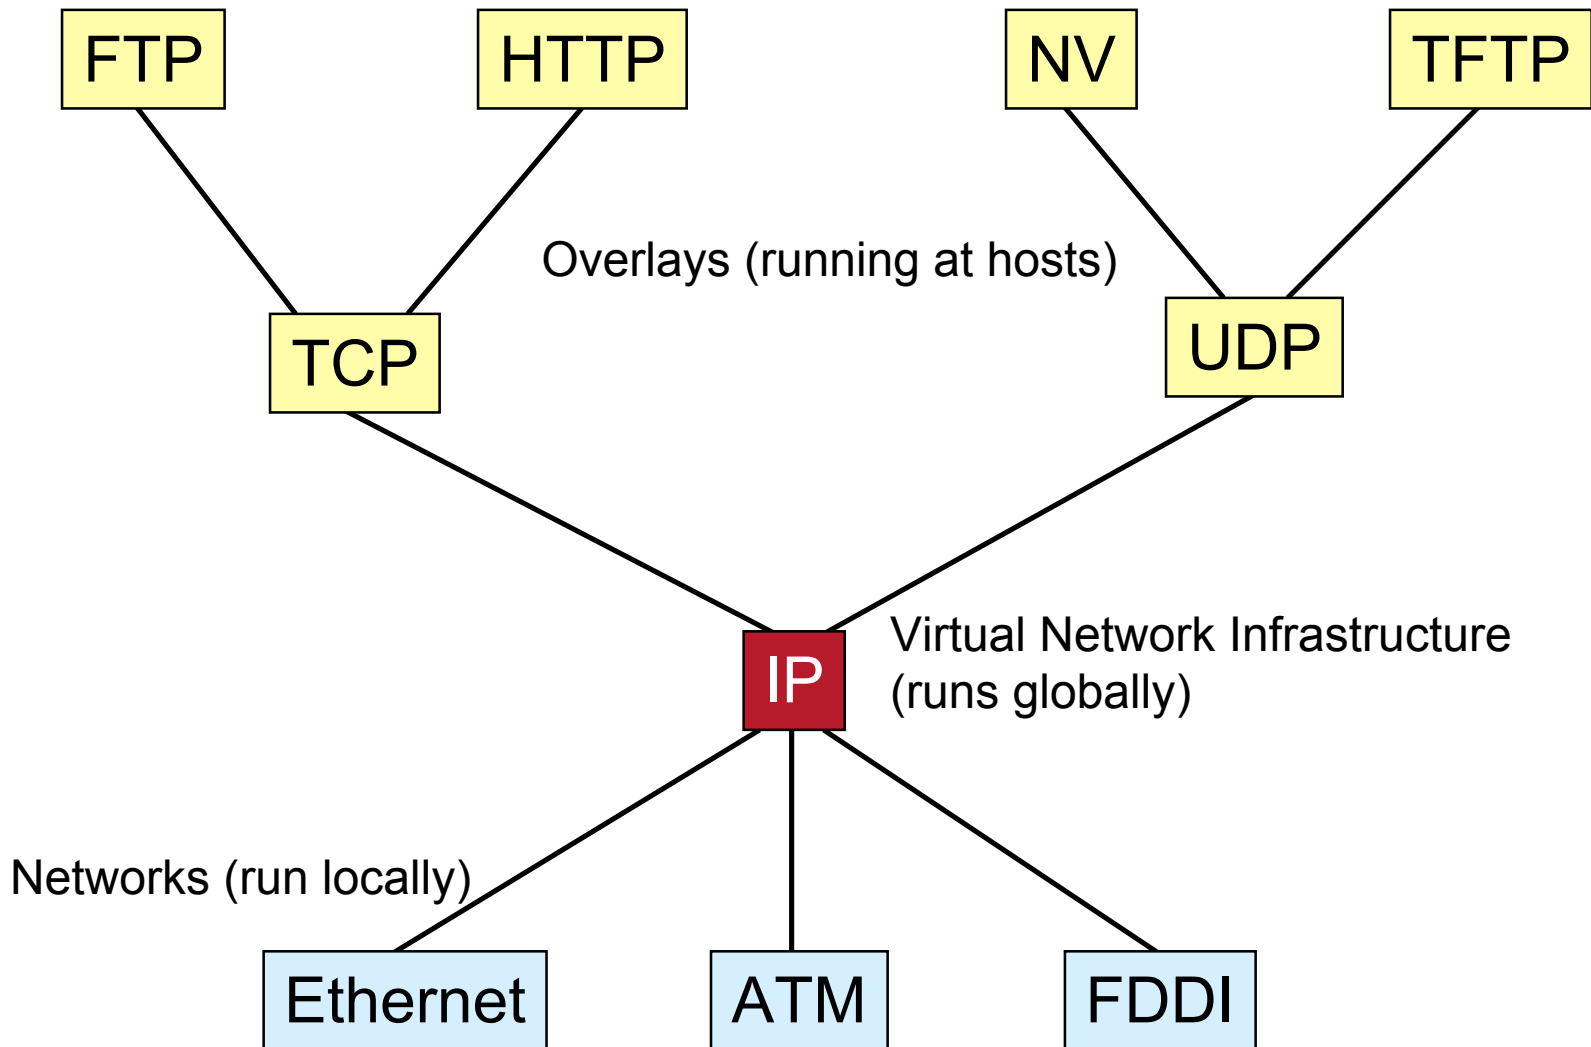 FTP
HTTP
NV
TFTP
Overlays (running at hosts)
TCP
UDP
IP
Virtual Network Infrastructure
(runs globally)
Networks (run locally)
Ethernet
ATM
FDDI